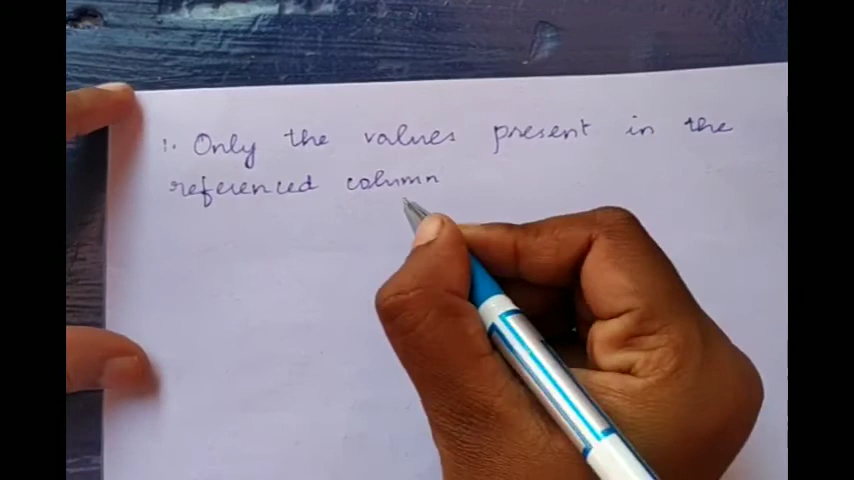 1. Only the values present in the
referenced column